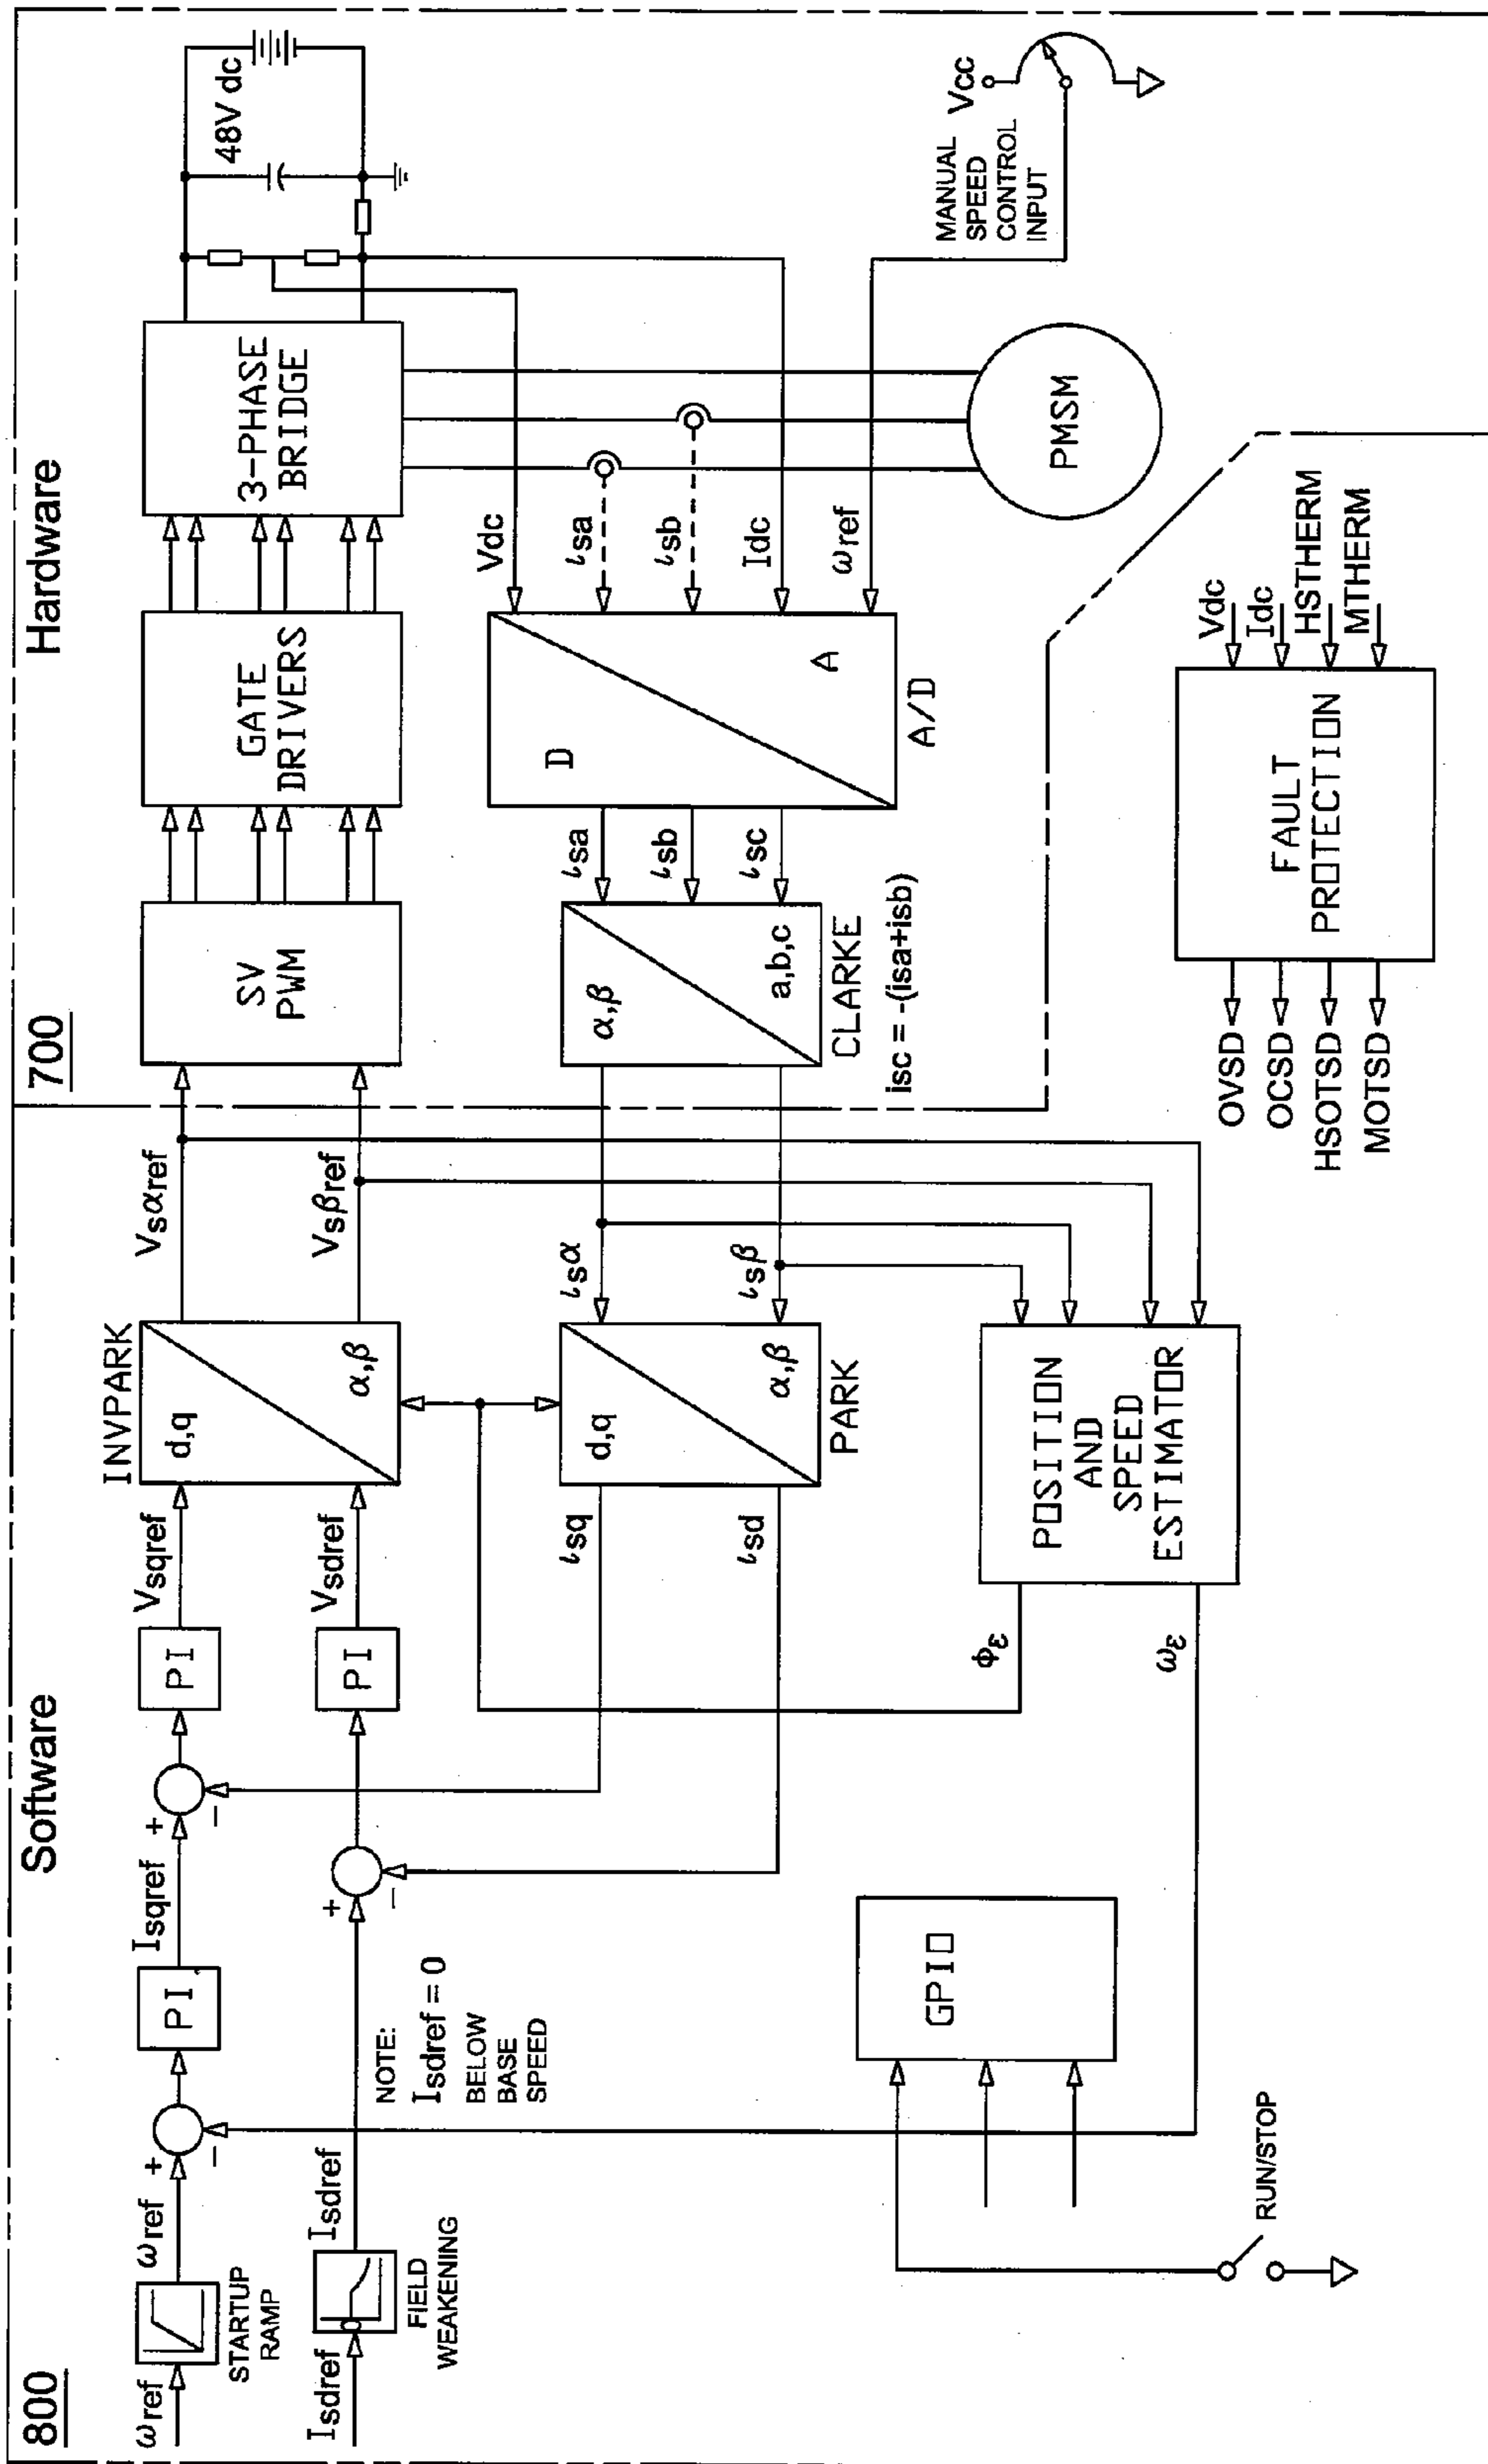 800
Software
700
Hardware
ωref
STARTUP
RAMP
ωref
+
−
PI
Isqref
+
−
PI
Vsqref
INVPARK
d,q
α,β
Vsαref
Vsβref
SV
PWM
GATE
DRIVERS
3-PHASE
BRIDGE
48V dc
Isdref
FIELD
WEAKENING
Isdref
NOTE:
Isdref = 0
BELOW
BASE
SPEED
+
−
PI
Vsdref
ιsq
ιsd
d,q
α,β
PARK
ιsα
ιsβ
α,β
a,b,c
CLARKE
isc = -(isa+isb)
ιsa
ιsb
ιsc
D
A
A/D
Vdc
ιsa
ιsb
Idc
ωref
MANUAL
SPEED
CONTROL
INPUT
Vcc
PMSM
GPIO
RUN/STOP
ϕε
ωε
POSITION
AND
SPEED
ESTIMATOR
OVSD
OCSD
HSOTSD
MOTSD
FAULT
PROTECTION
Vdc
Idc
HSTHERM
MTHERM